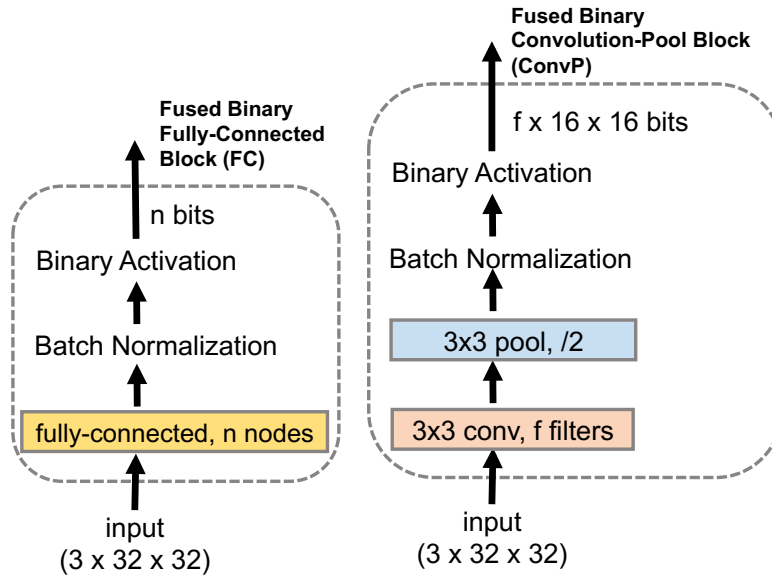 Fused Binary
Fully-Connected
Block (FC)
n bits
Binary Activation
Batch Normalization
fully-connected, n nodes
input
(3 x 32 x 32)
Fused Binary
Convolution-Pool Block
(ConvP)
f x 16 x 16 bits
Binary Activation
Batch Normalization
3x3 pool, /2
3x3 conv, f filters
input
(3 x 32 x 32)